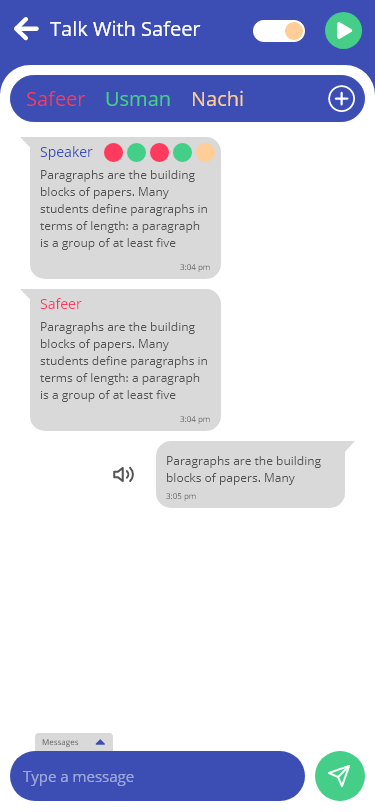 Talk With Safeer
Safeer Usman Nachi
Speaker
Paragraphs are the building
blocks of papers. Many
students define paragraphs in
terms of length: a paragraph
is a group of at least five
3:04 pm
Safeer
Paragraphs are the building
blocks of papers. Many
students define paragraphs in
terms of length: a paragraph
is a group of at least five
3:04 pm
Paragraphs are the building
blocks of papers. Many
3:05 pm
Messages
Type a message